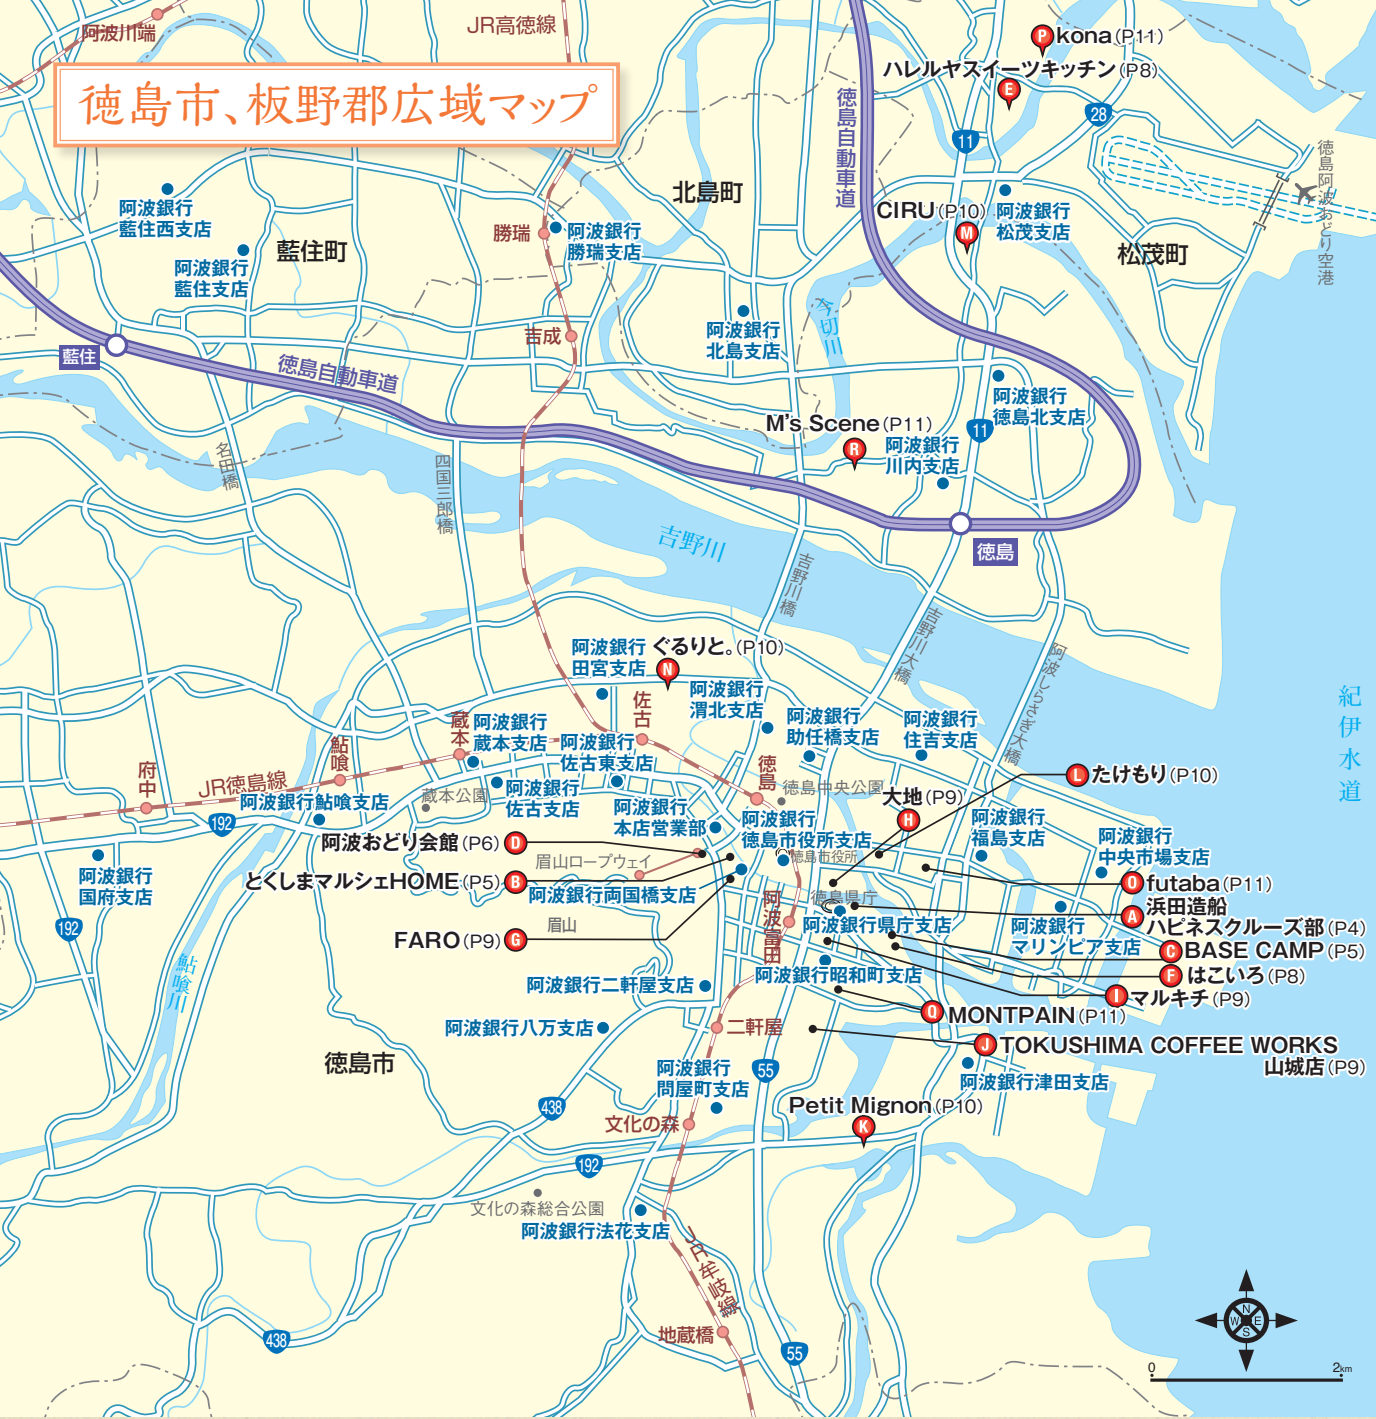 阿波川端
JR高徳線
徳島市、板野郡広域マップ
P kona(P11)
ハレルヤスイーツキッチン(P8)
E
28
11
徳島自動車道
徳島阿波おどり空港
阿波銀行
藍住西支店
藍住町
阿波銀行
藍住支店
勝瑞
阿波銀行
勝瑞支店
北島町
CIRU(P10)
M
阿波銀行
松茂支店
松茂町
今切川
阿波銀行
北島支店
吉成
藍住
徳島自動車道
阿波銀行
徳島北支店
11
M's Scene(P11)
R
阿波銀行
川内支店
名田橋
四国三郎橋
吉野川
徳島
吉野川橋
吉野川大橋
阿波しらさぎ大橋
紀伊水道
阿波銀行
田宮支店
ぐるりと。(P10)
N
阿波銀行
渭北支店
佐古
阿波銀行
助任橋支店
阿波銀行
住吉支店
蔵本
阿波銀行
蔵本支店
阿波銀行
佐古東支店
鮎喰
府中
JR徳島線
阿波銀行鮎喰支店
192
蔵本公園
阿波銀行
佐古支店
徳島
徳島中央公園
L たけもり(P10)
大地(P9)
H
阿波銀行
本店営業部
阿波銀行
徳島市役所支店
徳島市役所
阿波銀行
福島支店
阿波銀行
中央市場支店
阿波おどり会館(P6) D
眉山ロープウェイ
阿波銀行
国府支店
とくしまマルシェHOME(P5) B
阿波銀行両国橋支店
192
眉山
FARO(P9) G
阿波富田
徳島県庁
阿波銀行県庁支店
O futaba(P11)
A 浜田造船
ハピネスクルーズ部(P4)
阿波銀行
マリンピア支店
C BASE CAMP(P5)
F はこいろ(P8)
I マルキチ(P9)
阿波銀行昭和町支店
鮎喰川
阿波銀行二軒屋支店
Q MONTPAIN(P11)
阿波銀行八万支店
二軒屋
J TOKUSHIMA COFFEE WORKS
山城店(P9)
徳島市
阿波銀行
問屋町支店
55
阿波銀行津田支店
438
文化の森
Petit Mignon(P10)
K
192
文化の森総合公園
阿波銀行法花支店
JR牟岐線
地蔵橋
438
55
N
W E
S
0 2km